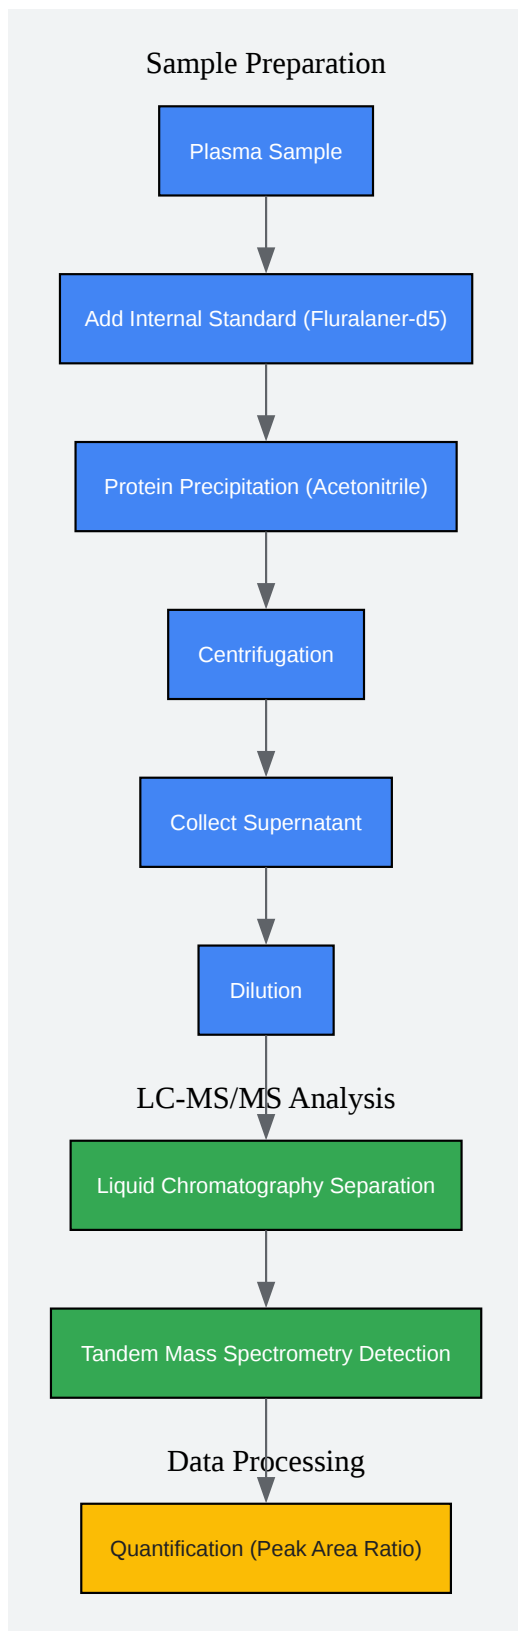 Sample Preparation
Plasma Sample
Add Internal Standard (Fluralaner-d5)
Protein Precipitation (Acetonitrile)
Centrifugation
Collect Supernatant
Dilution
LC-MS/MS Analysis
Liquid Chromatography Separation
Tandem Mass Spectrometry Detection
Data Processing
Quantification (Peak Area Ratio)